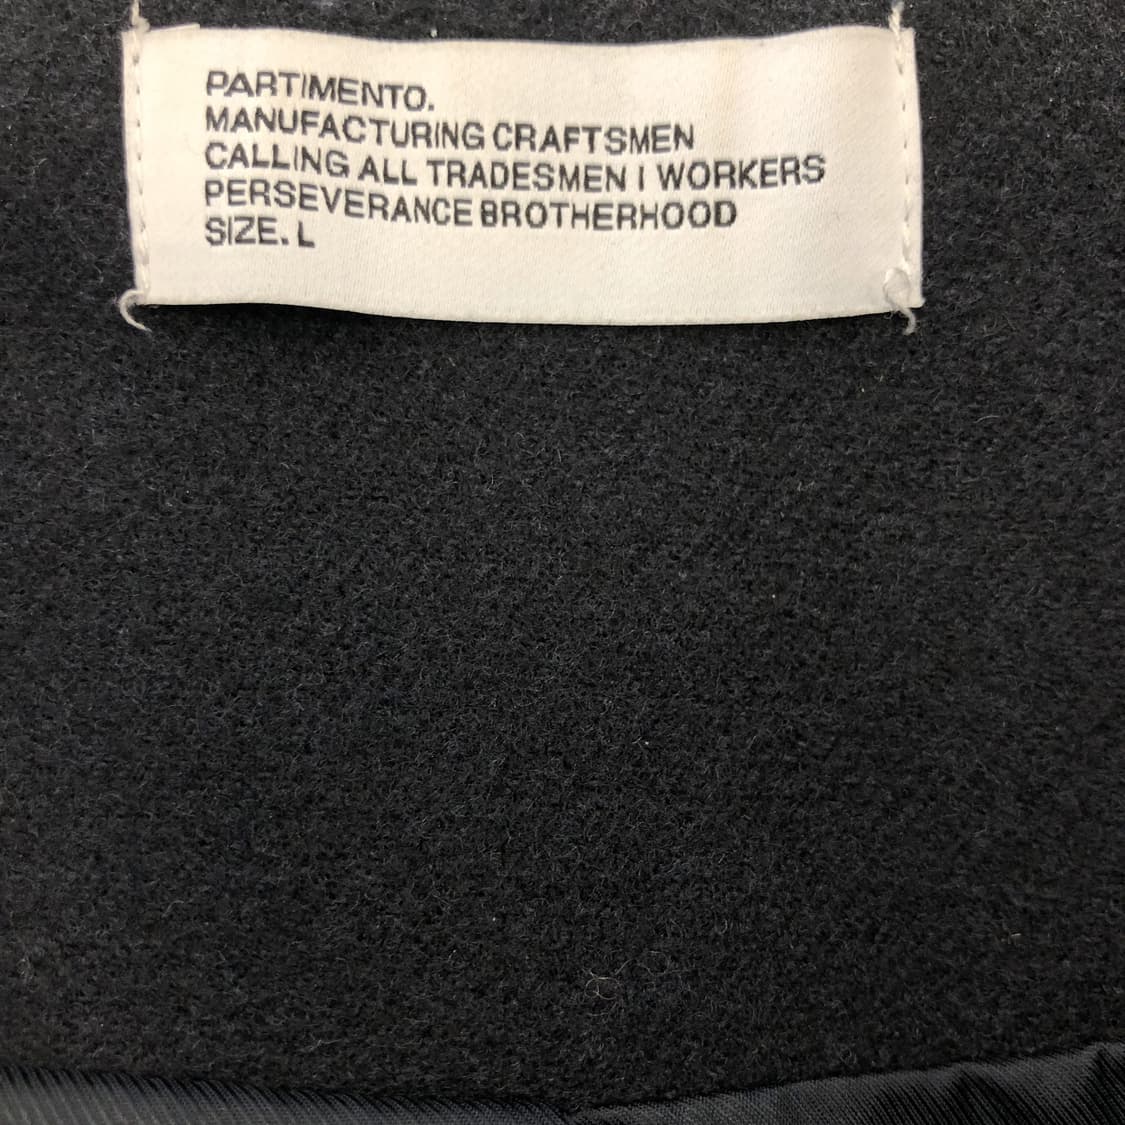 PARTIMENTO.
MANUFACTURING CRAFTSMEN
CALLING ALL TRADESMEN I WORKERS
PERSEVERANCE BROTHERHOOD
SIZE. L